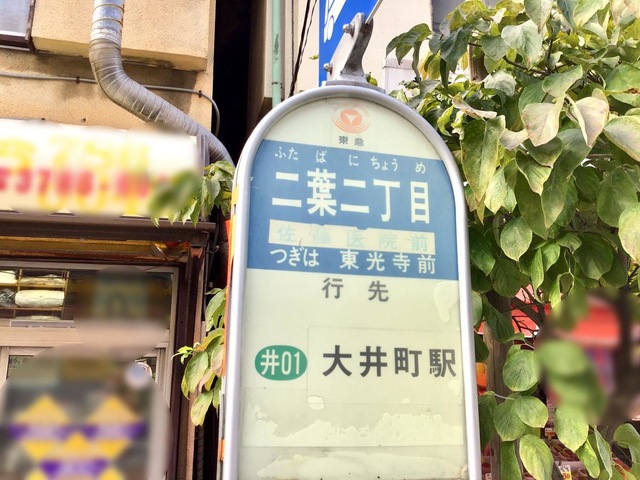 東急
ふたばにちょうめ
二葉二丁目
佐藤医院前
つぎは 東光寺前
行先
井01 大井町駅